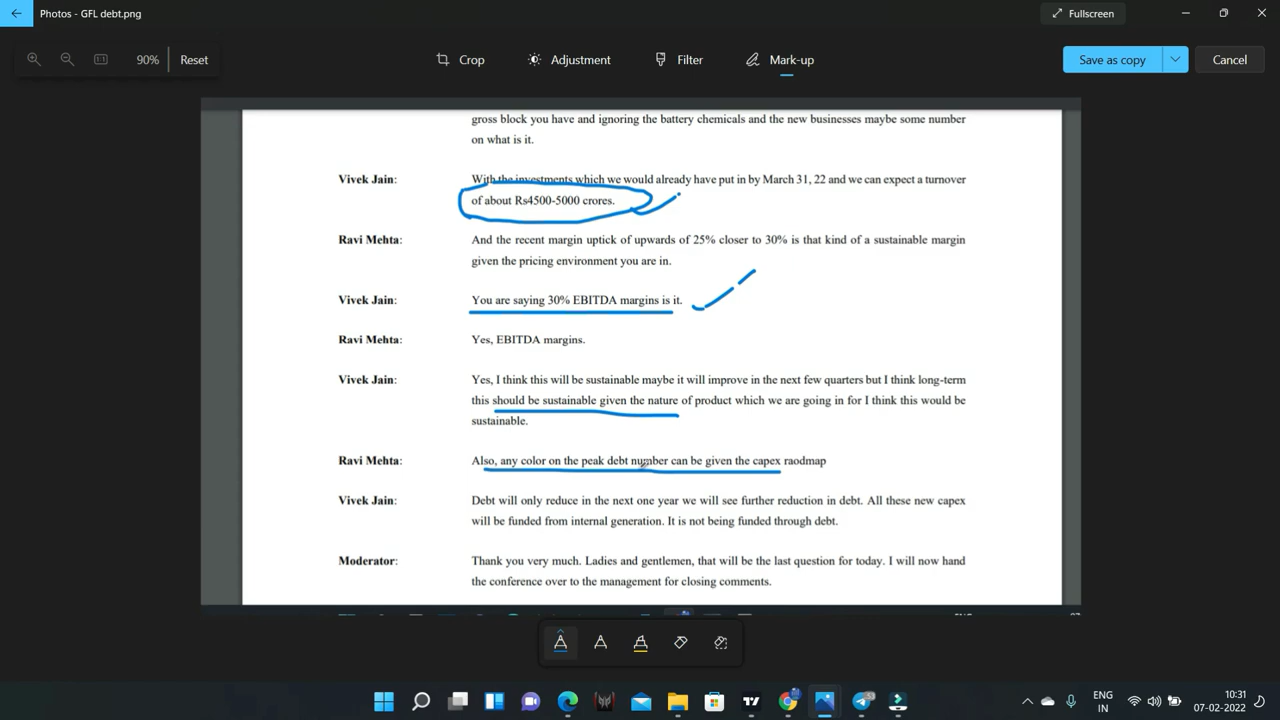 Photos - GFL debt.png
Fullscreen
90%
Reset
Crop
Adjustment
Filter
Mark-up
Save as copy
Cancel
gross block you have and ignoring the battery chemicals and the new businesses maybe some number
on what is it.
Vivek Jain: With the investments which we would already have put in by March 31, 22 and we can expect a turnover
of about Rs4500-5000 crores.
Ravi Mehta: And the recent margin uptick of upwards of 25% closer to 30% is that kind of a sustainable margin
given the pricing environment you are in.
Vivek Jain: You are saying 30% EBITDA margins is it.
Ravi Mehta: Yes, EBITDA margins.
Vivek Jain: Yes, I think this will be sustainable maybe it will improve in the next few quarters but I think long-term
this should be sustainable given the nature of product which we are going in for I think this would be
sustainable.
Ravi Mehta: Also, any color on the peak debt number can be given the capex raodmap
Vivek Jain: Debt will only reduce in the next one year we will see further reduction in debt. All these new capex
will be funded from internal generation. It is not being funded through debt.
Moderator: Thank you very much. Ladies and gentlemen, that will be the last question for today. I will now hand
the conference over to the management for closing comments.
ENG
IN
10:31
07-02-2022